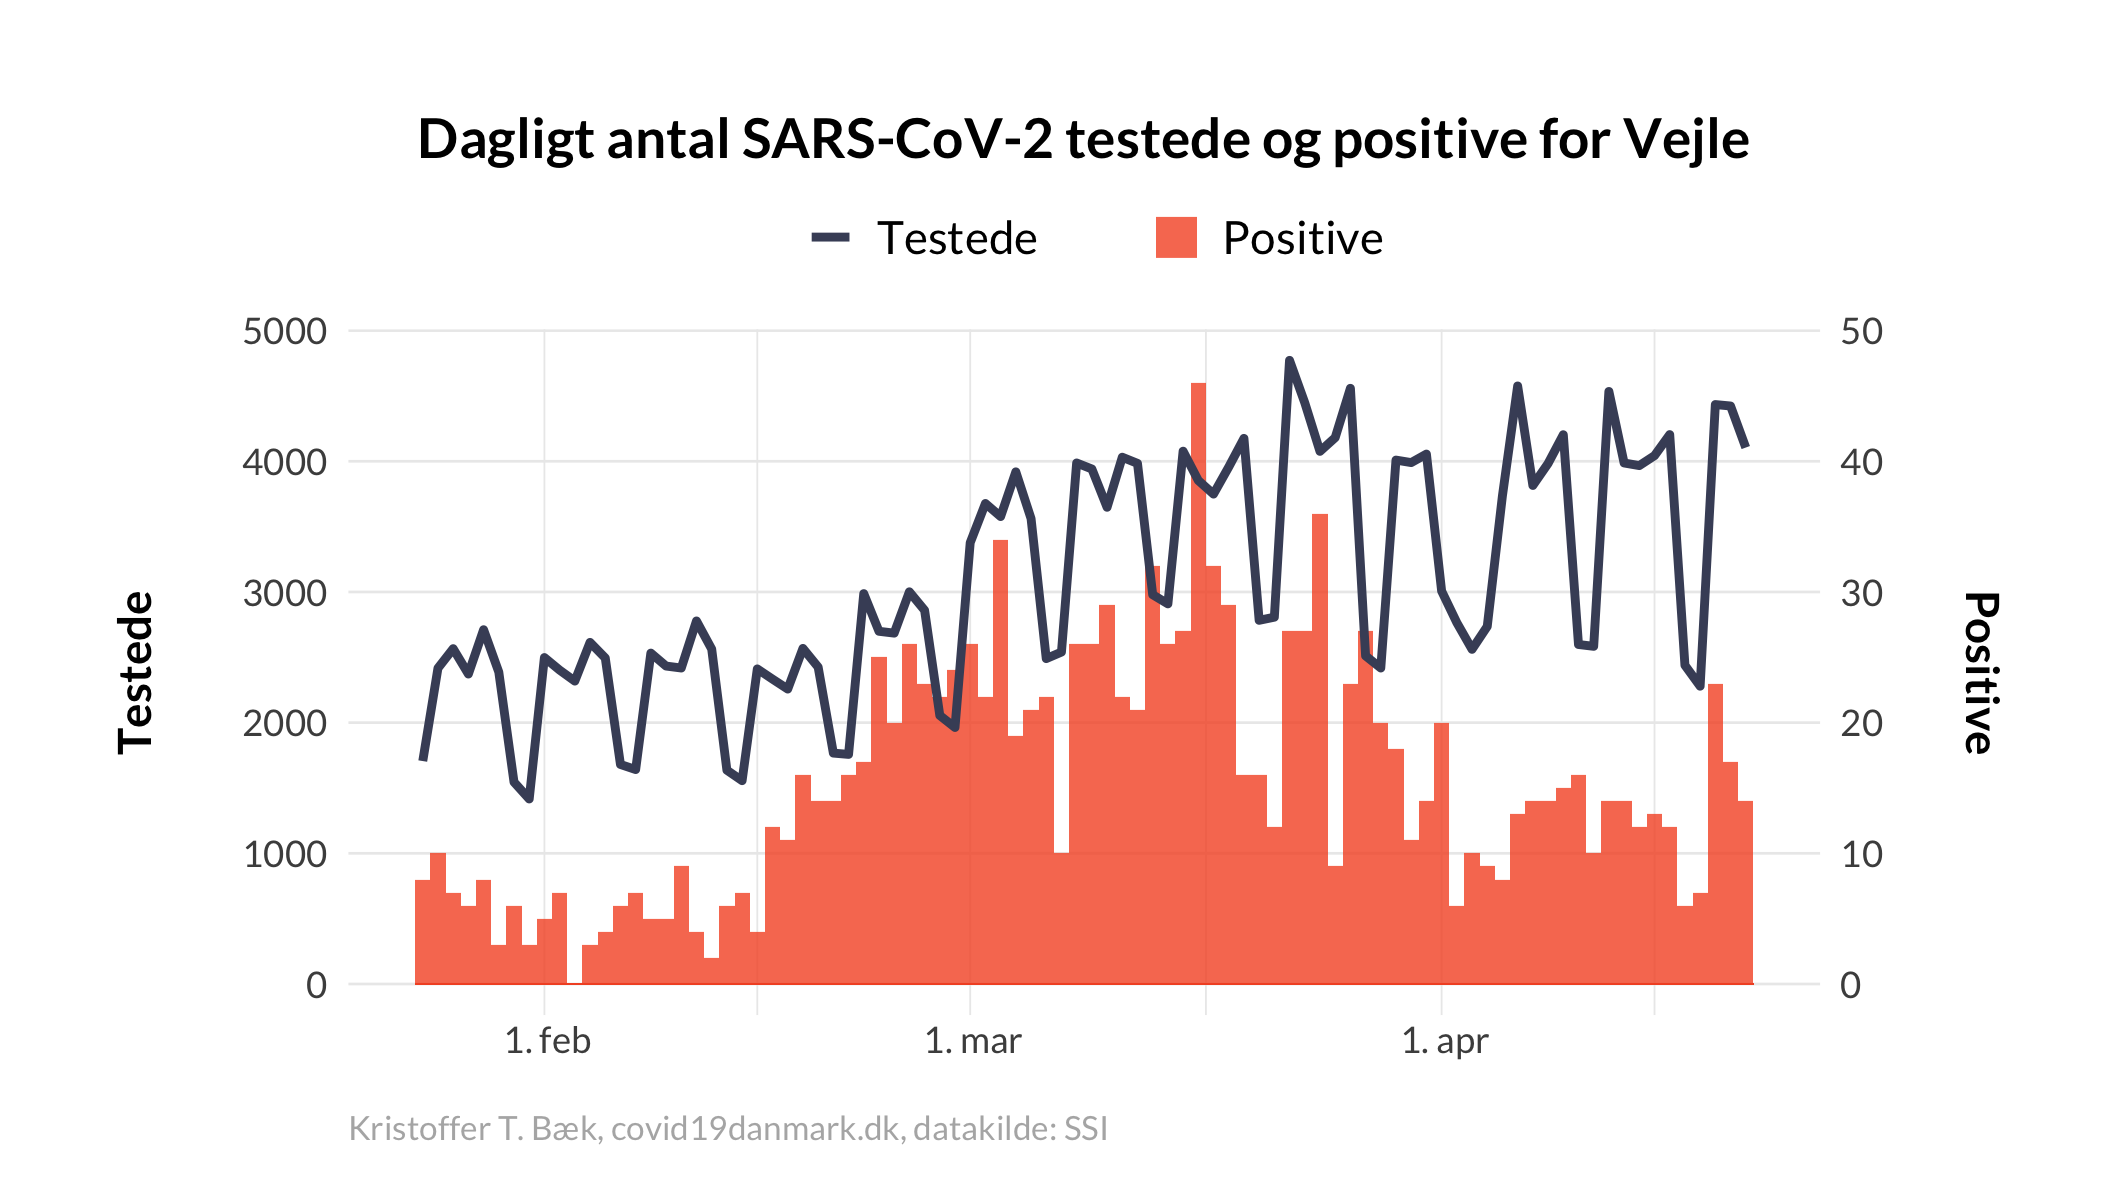 Dagligt antal SARS-CoV-2 testede og positive for Vejle
Testede
Positive
5000
4000
3000
2000
1000
0
Testede
50
40
30
20
10
0
Positive
1. feb
1. mar
1. apr
Kristoffer T. Bæk, covid19danmark.dk, datakilde: SSI